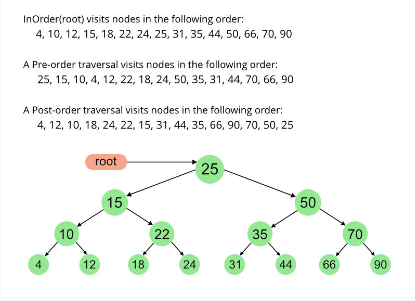 InOrder(root) visits nodes in the following order:
4, 10, 12, 15, 18, 22, 24, 25, 31, 35, 44, 50, 66, 70, 90
A Pre-order traversal visits nodes in the following order:
25, 15, 10, 4, 12, 22, 18, 24, 50, 35, 31, 44, 70, 66, 90
A Post-order traversal visits nodes in the following order:
4, 12, 10, 18, 24, 22, 15, 31, 44, 35, 66, 90, 70, 50, 25
root
25
15 50
10 22 35 70
4 12 18 24 31 44 66 90